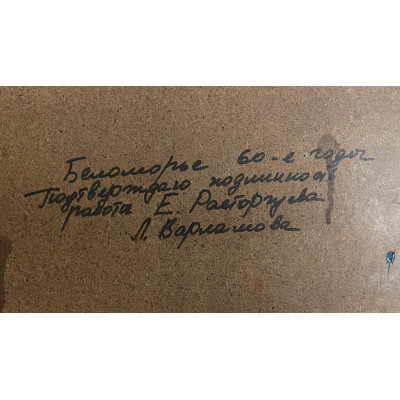 Беломорье 60-е годы
Подтверждаю подлинность
работа Е. Расторгуева
Л. Варламова